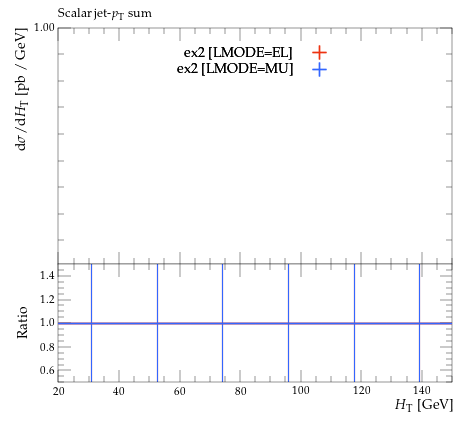 Scalar jet-pT sum
1.00
dσ/dHT [pb / GeV]
ex2 [LMODE=EL]
ex2 [LMODE=MU]
Ratio
1.4
1.2
1.0
0.8
0.6
20 40 60 80 100 120 140
HT [GeV]